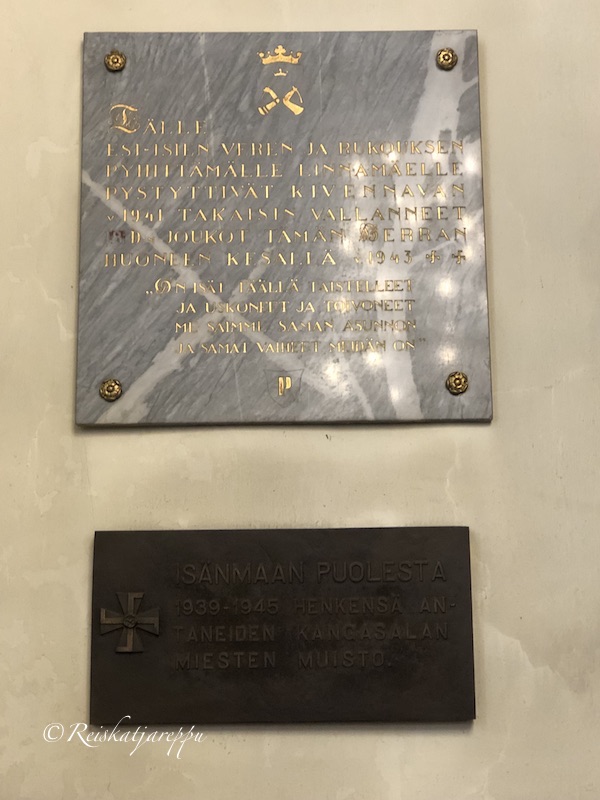 TÄLLE
ESI-ISIEN VEREN JA RUKOUKSEN
PYHITTÄMÄLLE LINNAMÄELLE
PYSTYTTIVÄT KIVENNAVAN
V 1941 TAKAISIN VALLANNEET
D. JOUKOT TÄMÄN HERRAN
HUONEEN KESÄLLÄ V 1943
„ON ISÄT TÄÄLLÄ TAISTELLEET
JA USKONEET JA TOIVONEET
ME SAIMME SAMAN ASUNNON
JA SAMAT VAIHEET MEIDÄN ON"
P
ISÄNMAAN PUOLESTA
1939-1945 HENKENSÄ AN-
TANEIDEN KANGASALAN
MIESTEN MUISTO.
© Reiskatjareppu